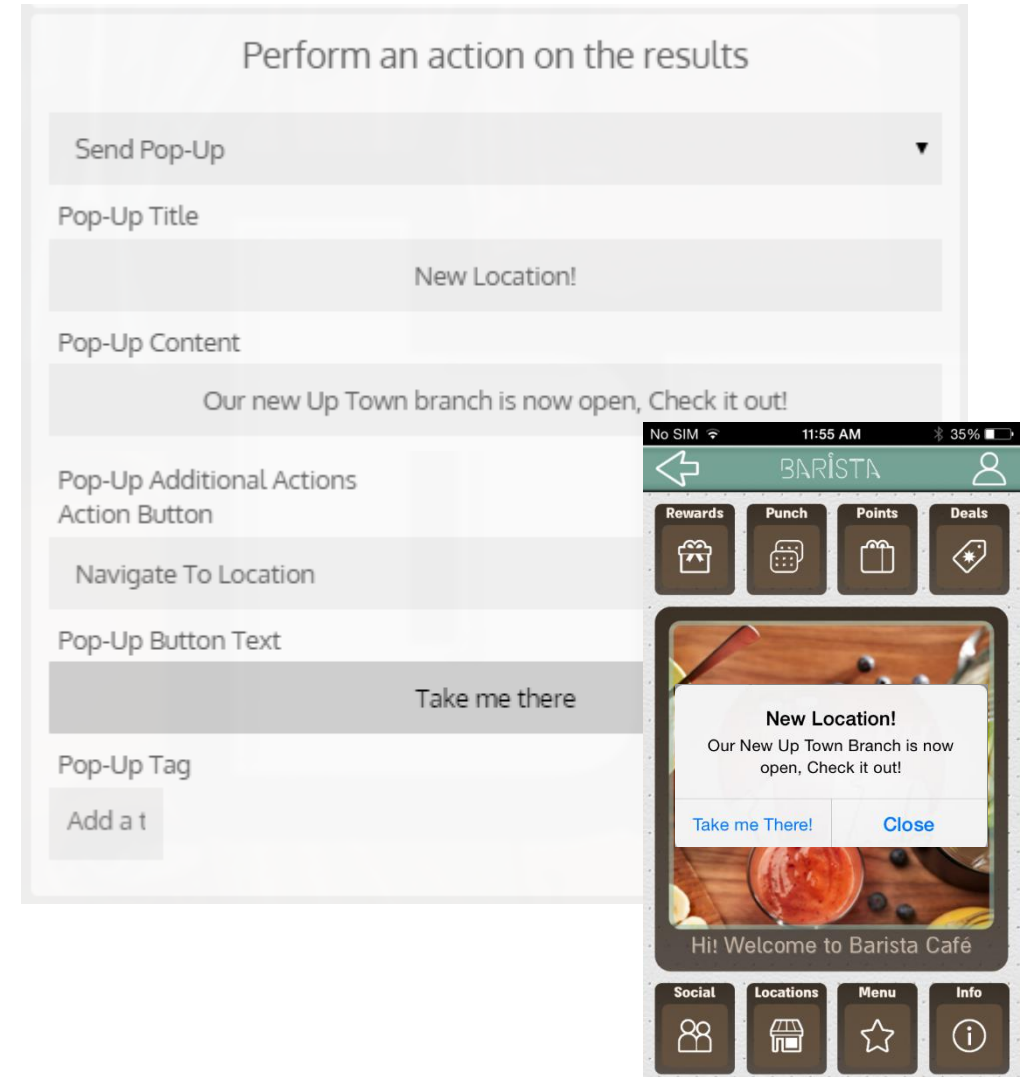 Perform an action on the results
Send Pop-Up
Pop-Up Title
New Location!
Pop-Up Content
Our new Up Town branch is now open, Check it out!
Pop-Up Additional Actions
Action Button
Navigate To Location
Pop-Up Button Text
Take me there
Pop-Up Tag
Add a t
No SIM 11:55 AM 35%
BARISTA
Rewards Punch Points Deals
New Location!
Our New Up Town Branch is now
open, Check it out!
Take me There! Close
Hi! Welcome to Barista Café
Social Locations Menu Info